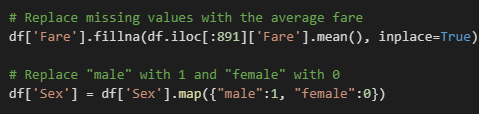 # Replace missing values with the average fare
df['Fare'].fillna(df.iloc[:891]['Fare'].mean(), inplace=True)
# Replace "male" with 1 and "female" with 0
df['Sex'] = df['Sex'].map({"male":1, "female":0})